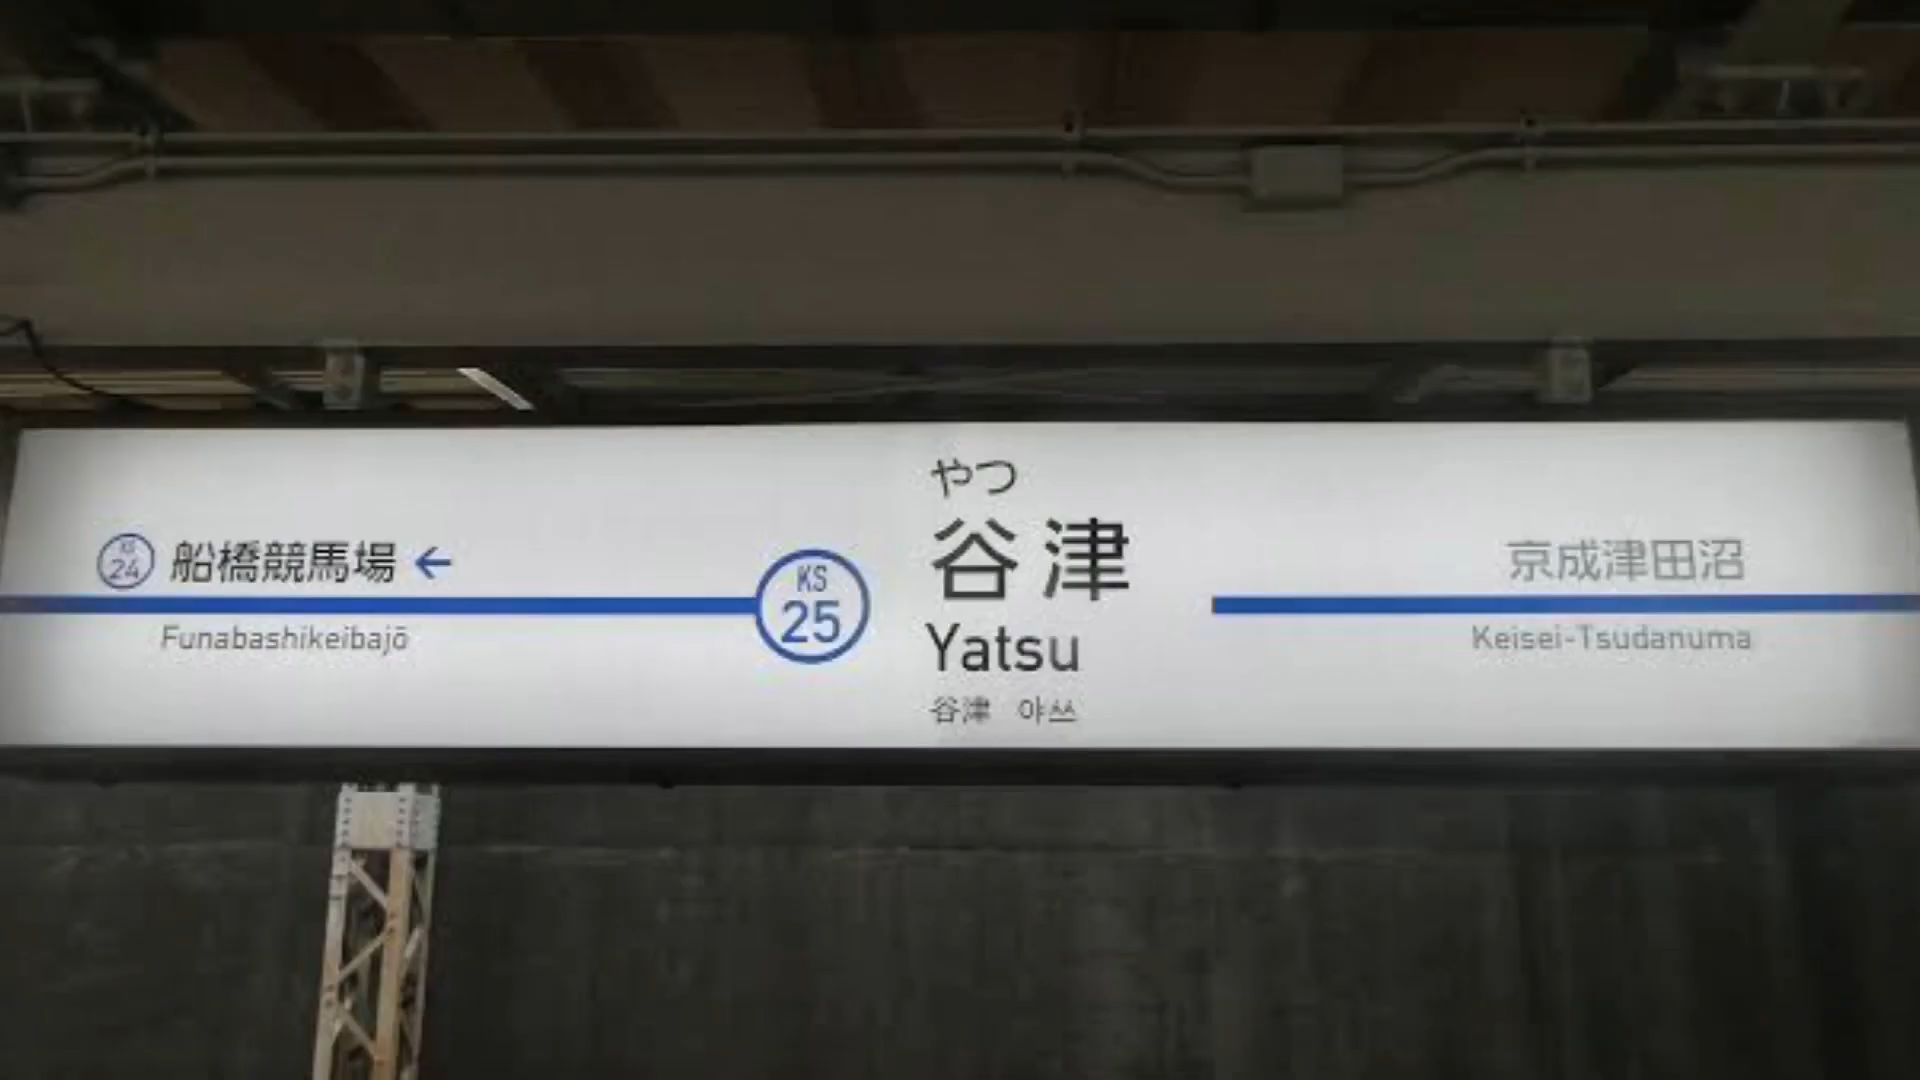 KS
24
船橋競馬場 ←
Funabashikeibajō
KS
25
やつ
谷津
Yatsu
谷津 야쓰
京成津田沼
Keisei-Tsudanuma